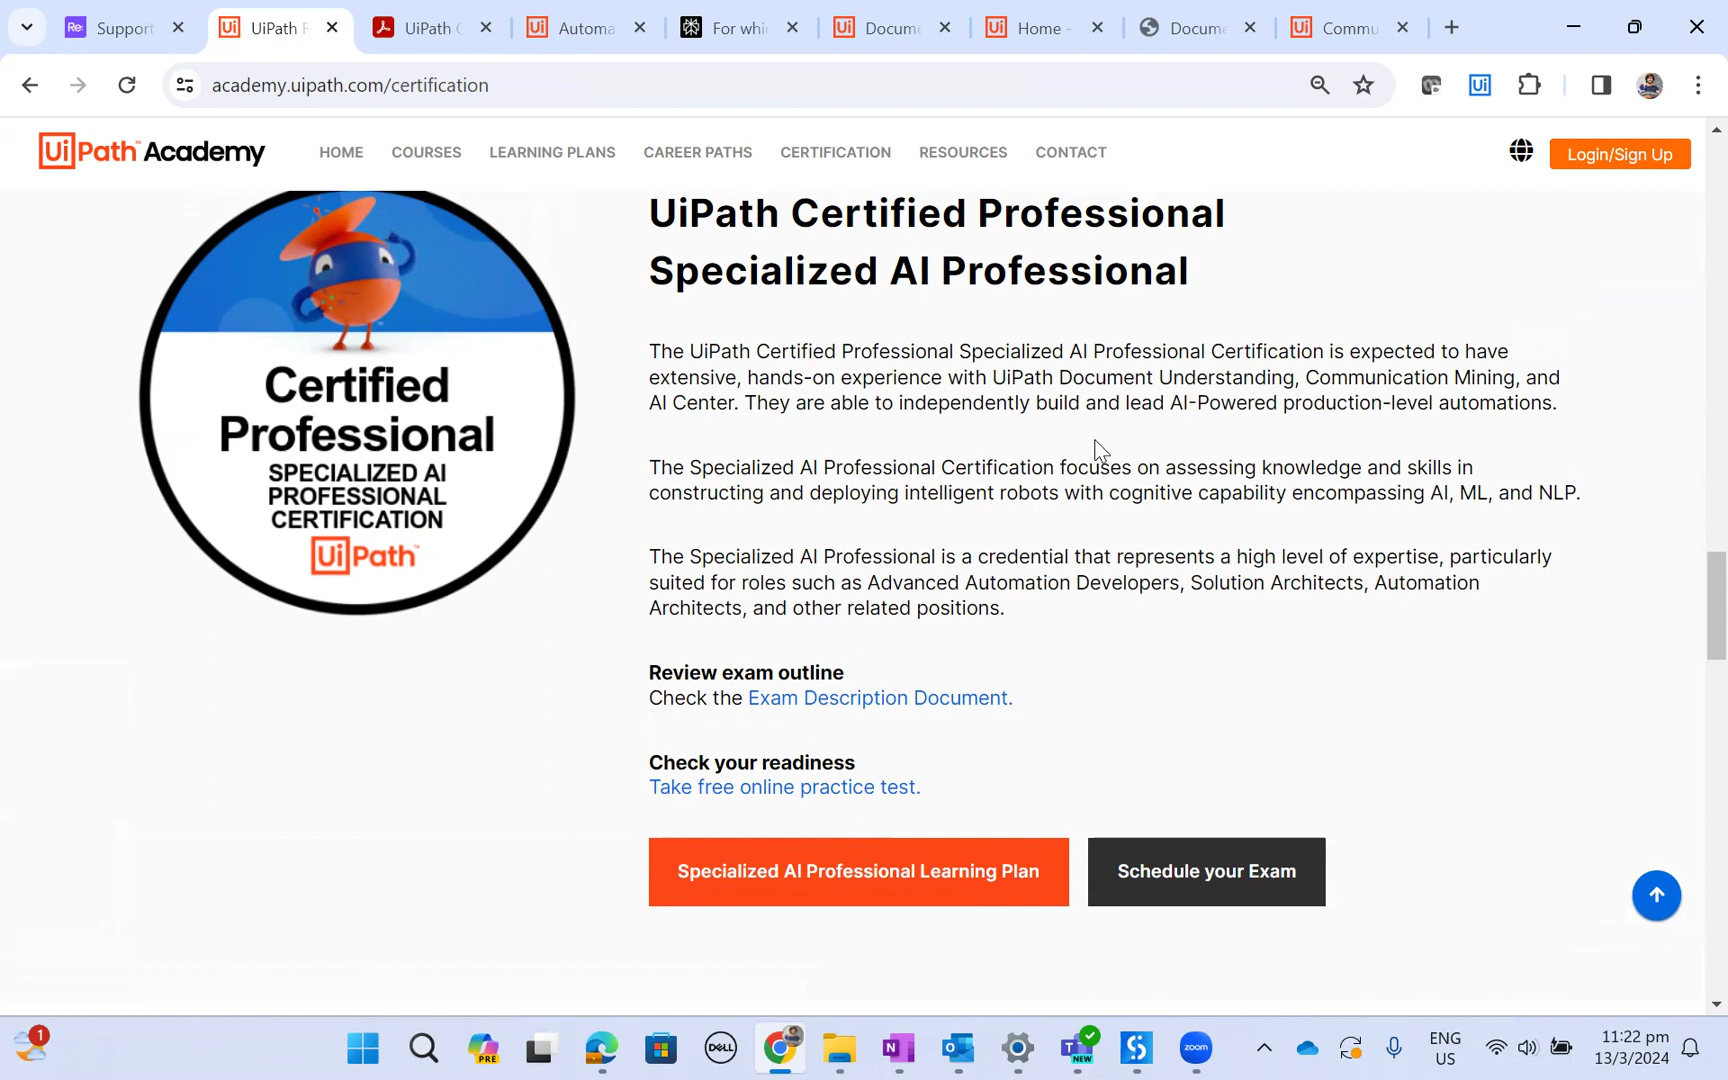 Support
UiPath
UiPath C
Automa
For whi
Docume
Home -
Docume
Commu
academy.uipath.com/certification
UiPath Academy
HOME
COURSES
LEARNING PLANS
CAREER PATHS
CERTIFICATION
RESOURCES
CONTACT
Login/Sign Up
Certified
Professional
SPECIALIZED AI
PROFESSIONAL
CERTIFICATION
UiPath
UiPath Certified Professional
Specialized AI Professional
The UiPath Certified Professional Specialized AI Professional Certification is expected to have
extensive, hands-on experience with UiPath Document Understanding, Communication Mining, and
AI Center. They are able to independently build and lead AI-Powered production-level automations.
The Specialized AI Professional Certification focuses on assessing knowledge and skills in
constructing and deploying intelligent robots with cognitive capability encompassing AI, ML, and NLP.
The Specialized AI Professional is a credential that represents a high level of expertise, particularly
suited for roles such as Advanced Automation Developers, Solution Architects, Automation
Architects, and other related positions.
Review exam outline
Check the Exam Description Document.
Check your readiness
Take free online practice test.
Specialized AI Professional Learning Plan
Schedule your Exam
1
PRE
DELL
NEW
zoom
ENG
US
11:22 pm
13/3/2024